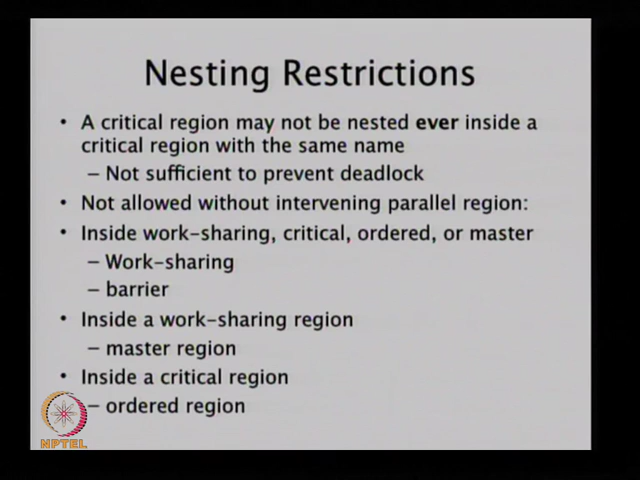 Nesting Restrictions
• A critical region may not be nested ever inside a
critical region with the same name
– Not sufficient to prevent deadlock
• Not allowed without intervening parallel region:
• Inside work-sharing, critical, ordered, or master
– Work-sharing
– barrier
• Inside a work-sharing region
– master region
• Inside a critical region
– ordered region
NPTEL